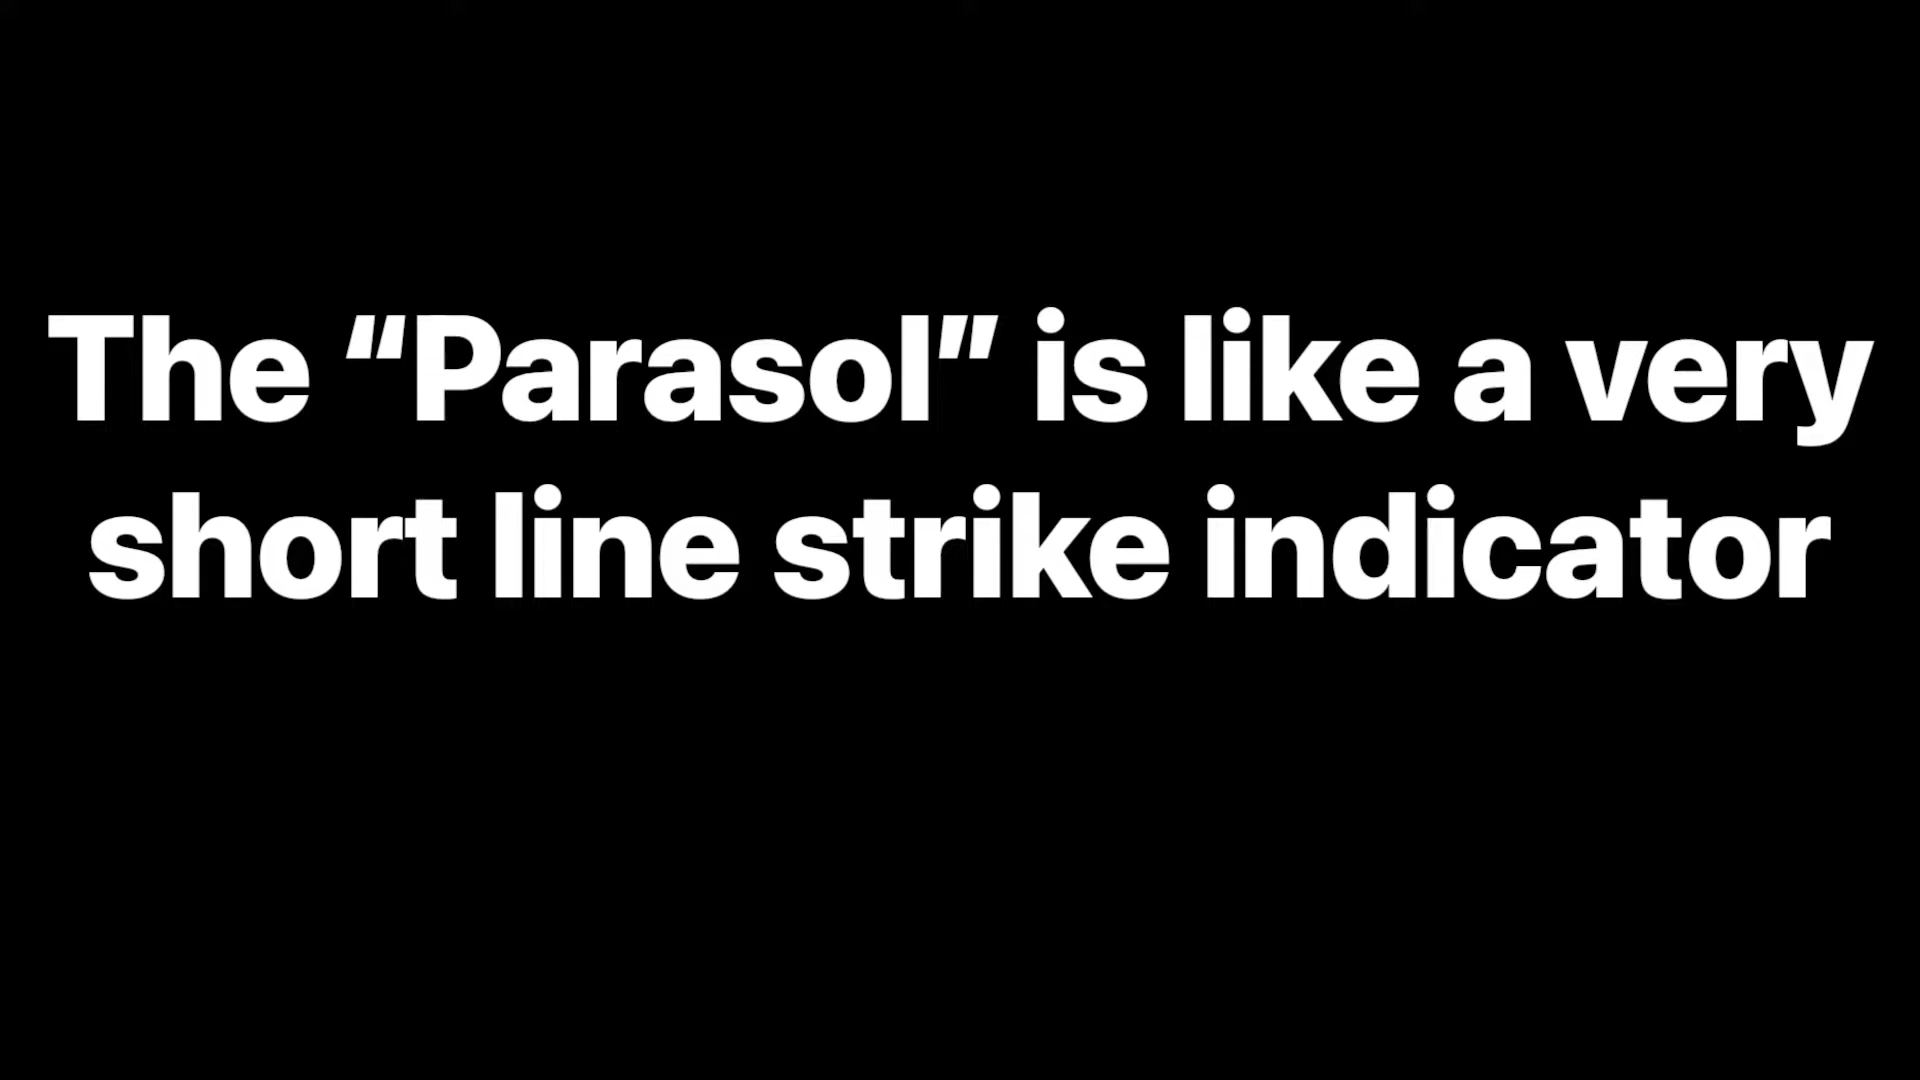 The “Parasol” is like a very
short line strike indicator